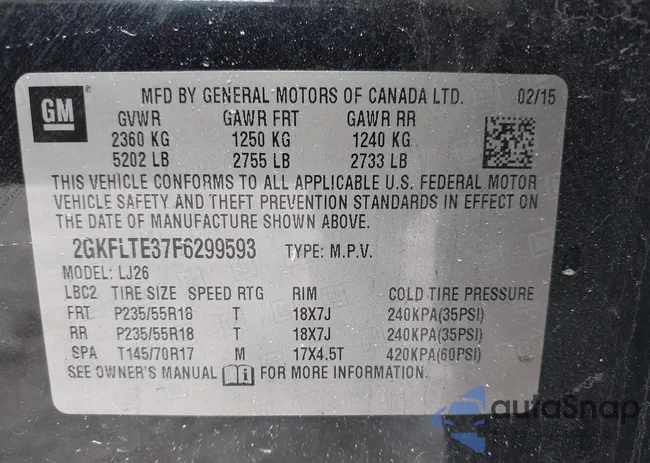 GM
MFD BY GENERAL MOTORS OF CANADA LTD. 02/15
GVWR GAWR FRT GAWR RR
2360 KG 1250 KG 1240 KG
5202 LB 2755 LB 2733 LB
THIS VEHICLE CONFORMS TO ALL APPLICABLE U.S. FEDERAL MOTOR
VEHICLE SAFETY AND THEFT PREVENTION STANDARDS IN EFFECT ON
THE DATE OF MANUFACTURE SHOWN ABOVE.
2GKFLTE37F6299593 TYPE: M.P.V.
MODEL: LJ26
LBC2 TIRE SIZE SPEED RTG RIM COLD TIRE PRESSURE
FRT P235/55R18 T 18X7J 240KPA(35PSI)
RR P235/55R18 T 18X7J 240KPA(35PSI)
SPA T145/70R17 M 17X4.5T 420KPA(60PSI)
SEE OWNER'S MANUAL i FOR MORE INFORMATION.
autoSnap